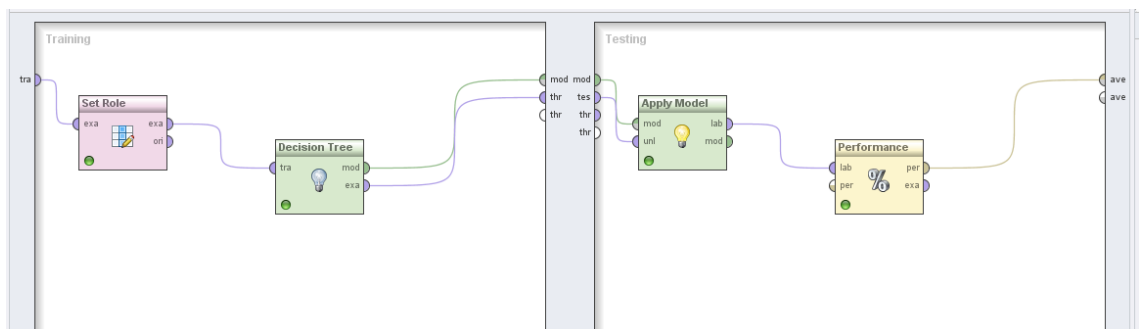 Training
Testing
tra
mod mod
ave
thr tes
ave
thr thr
thr
Set Role
exa exa
ori
Decision Tree
tra mod
exa
Apply Model
mod lab
unl mod
Performance
lab per
per exa
%